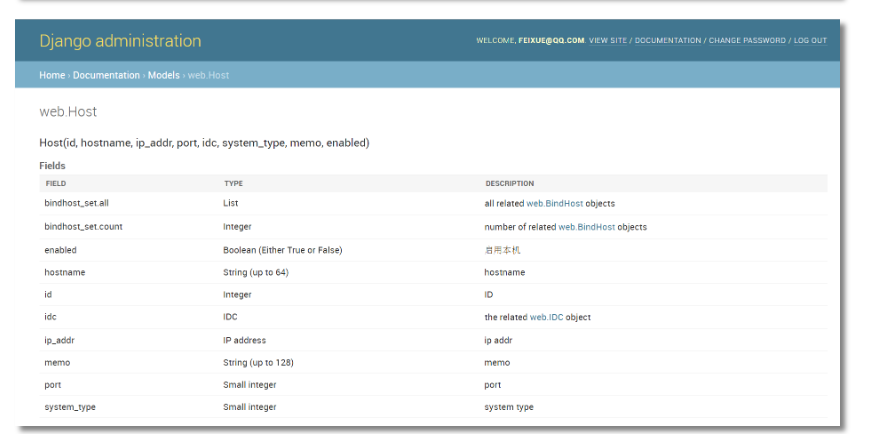 Django administration
WELCOME, FEIXUE@QQ.COM. VIEW SITE / DOCUMENTATION / CHANGE PASSWORD / LOG OUT
Home › Documentation › Models › web.Host
web.Host
Host(id, hostname, ip_addr, port, idc, system_type, memo, enabled)
Fields
FIELD TYPE DESCRIPTION
bindhost_set.all List all related web.BindHost objects
bindhost_set.count Integer number of related web.BindHost objects
enabled Boolean (Either True or False) 启用本机
hostname String (up to 64) hostname
id Integer ID
idc IDC the related web.IDC object
ip_addr IP address ip addr
memo String (up to 128) memo
port Small integer port
system_type Small integer system type